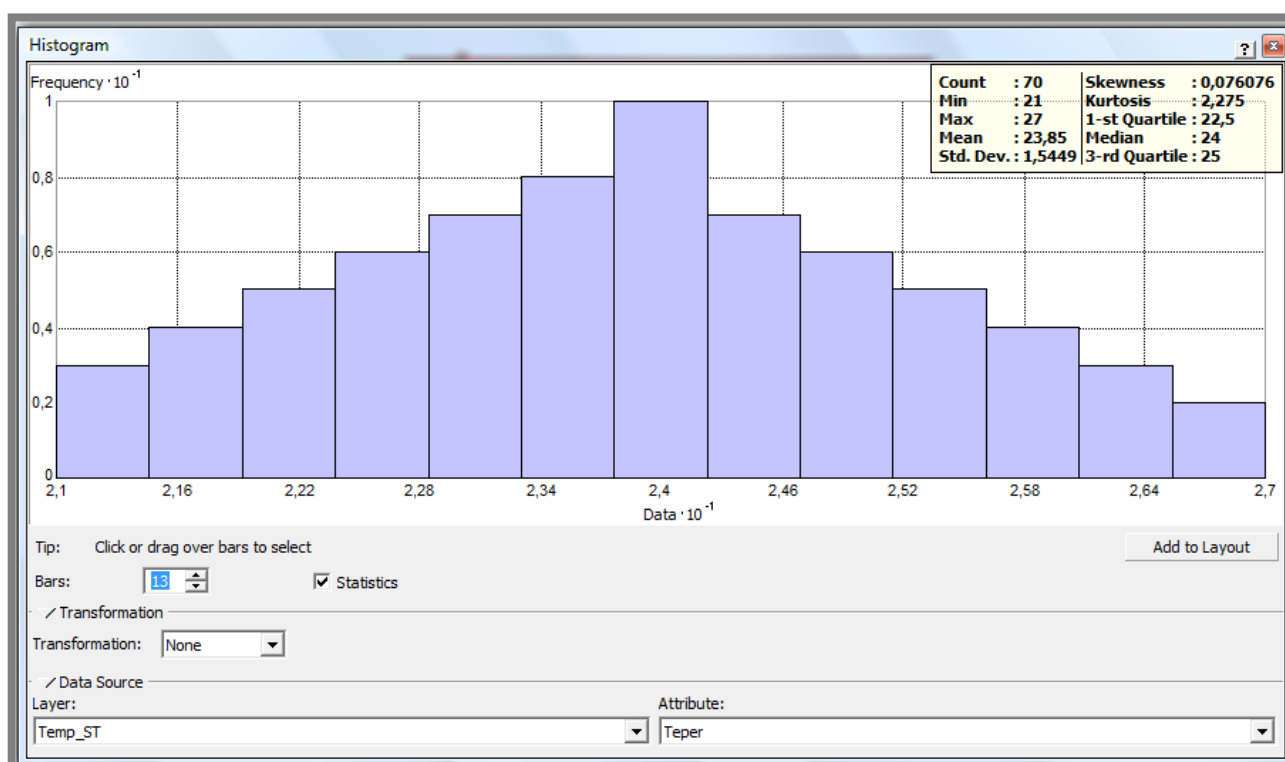 Histogram
?
x
Frequency · 10 -1
Count : 70 Skewness : 0,076076
Min : 21 Kurtosis : 2,275
Max : 27 1-st Quartile : 22,5
Mean : 23,85 Median : 24
Std. Dev. : 1,5449 3-rd Quartile : 25
1
0,8
0,6
0,4
0,2
0
2,1 2,16 2,22 2,28 2,34 2,4 2,46 2,52 2,58 2,64 2,7
Data · 10 -1
Tip: Click or drag over bars to select
Add to Layout
Bars: 13 Statistics
Transformation
Transformation: None
Data Source
Layer: Attribute:
Temp_ST Teper